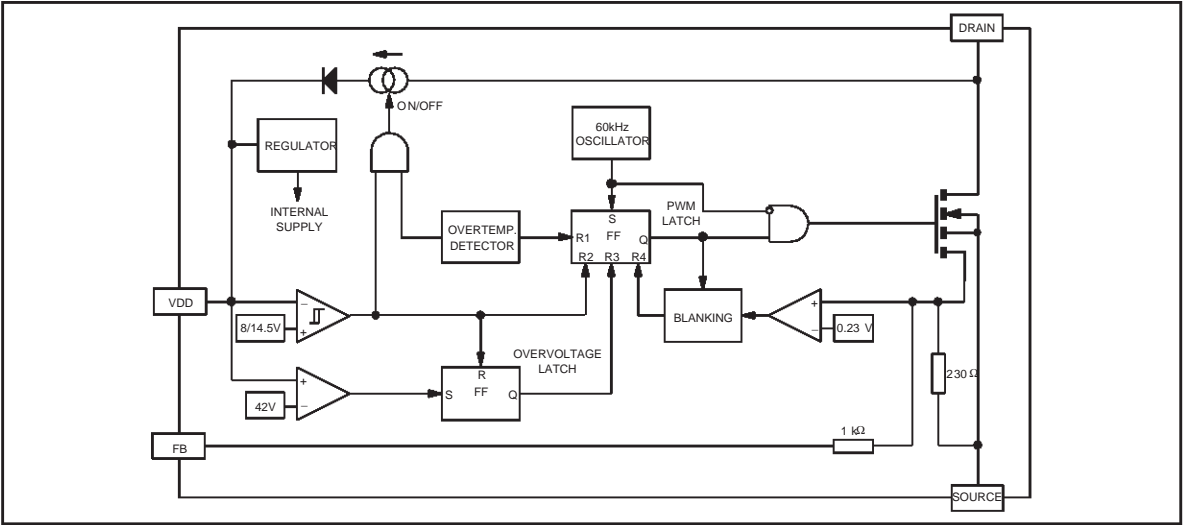 DRAIN
ON/OFF
60kHz
OSCILLATOR
REGULATOR
INTERNAL
SUPPLY
PWM
LATCH
OVERTEMP.
DETECTOR
S
FF
R1
Q
R2 R3 R4
VDD
8/14.5V
−
+
BLANKING
+
−
0.23 V
OVERVOLTAGE
LATCH
230 Ω
R
FF
S
Q
+
−
42V
1 kΩ
FB
SOURCE